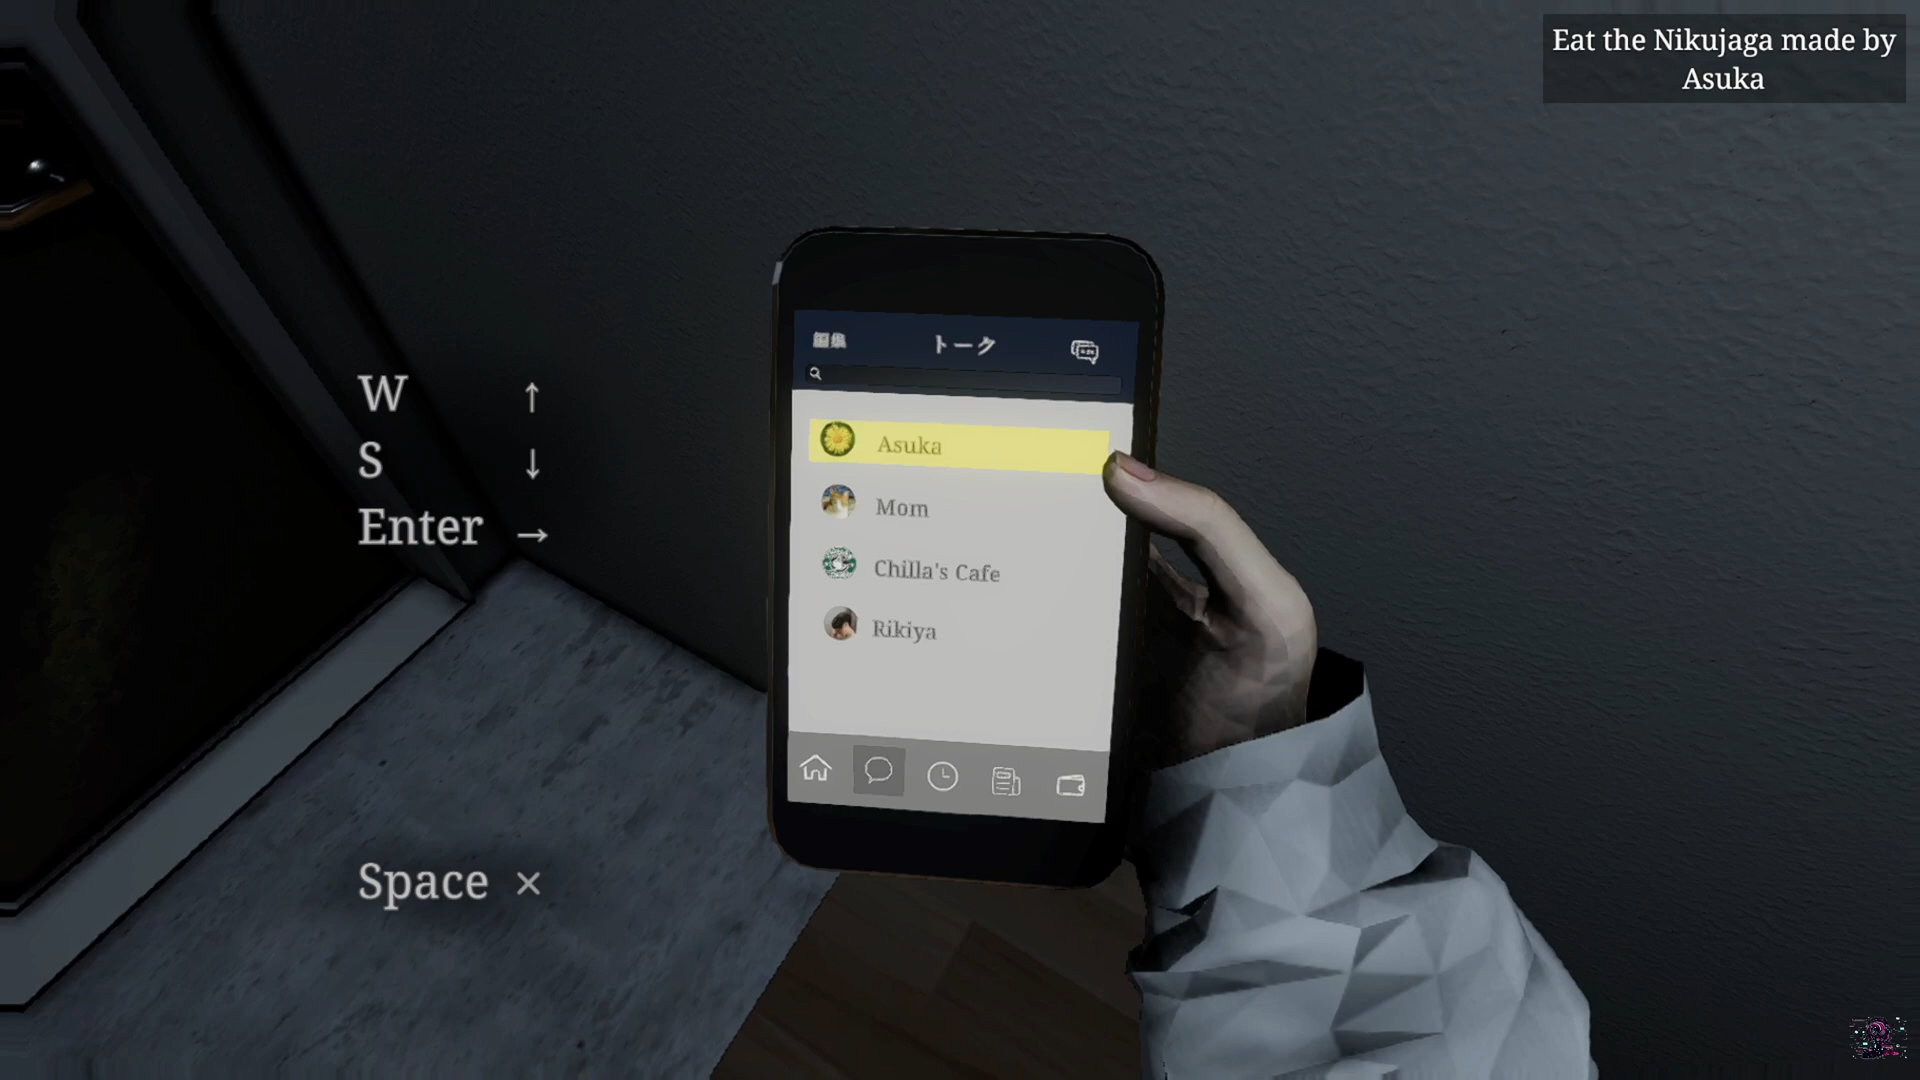 Eat the Nikujaga made by
Asuka
編集
トーク
Asuka
Mom
Chilla's Cafe
Rikiya
W ↑
S ↓
Enter →
Space ×